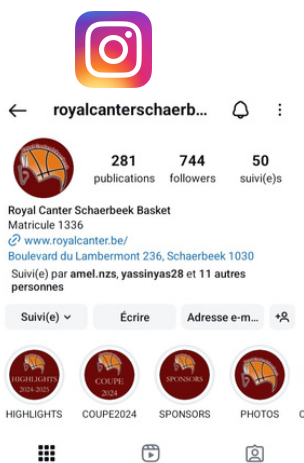 royalcanterschaerb...
281 744 50
publications followers suivi(e)s
Royal Canter Schaerbeek Basket
Matricule 1336
www.royalcanter.be/
Boulevard du Lambermont 236, Schaerbeek 1030
Suivi(e) par amel.nzs, yassinyas28 et 11 autres
personnes
Suivi(e) Écrire Adresse e-m...
HIGHLIGHTS COUPE SPONSORS
2024-2025 2024
HIGHLIGHTS COUPE2024 SPONSORS PHOTOS